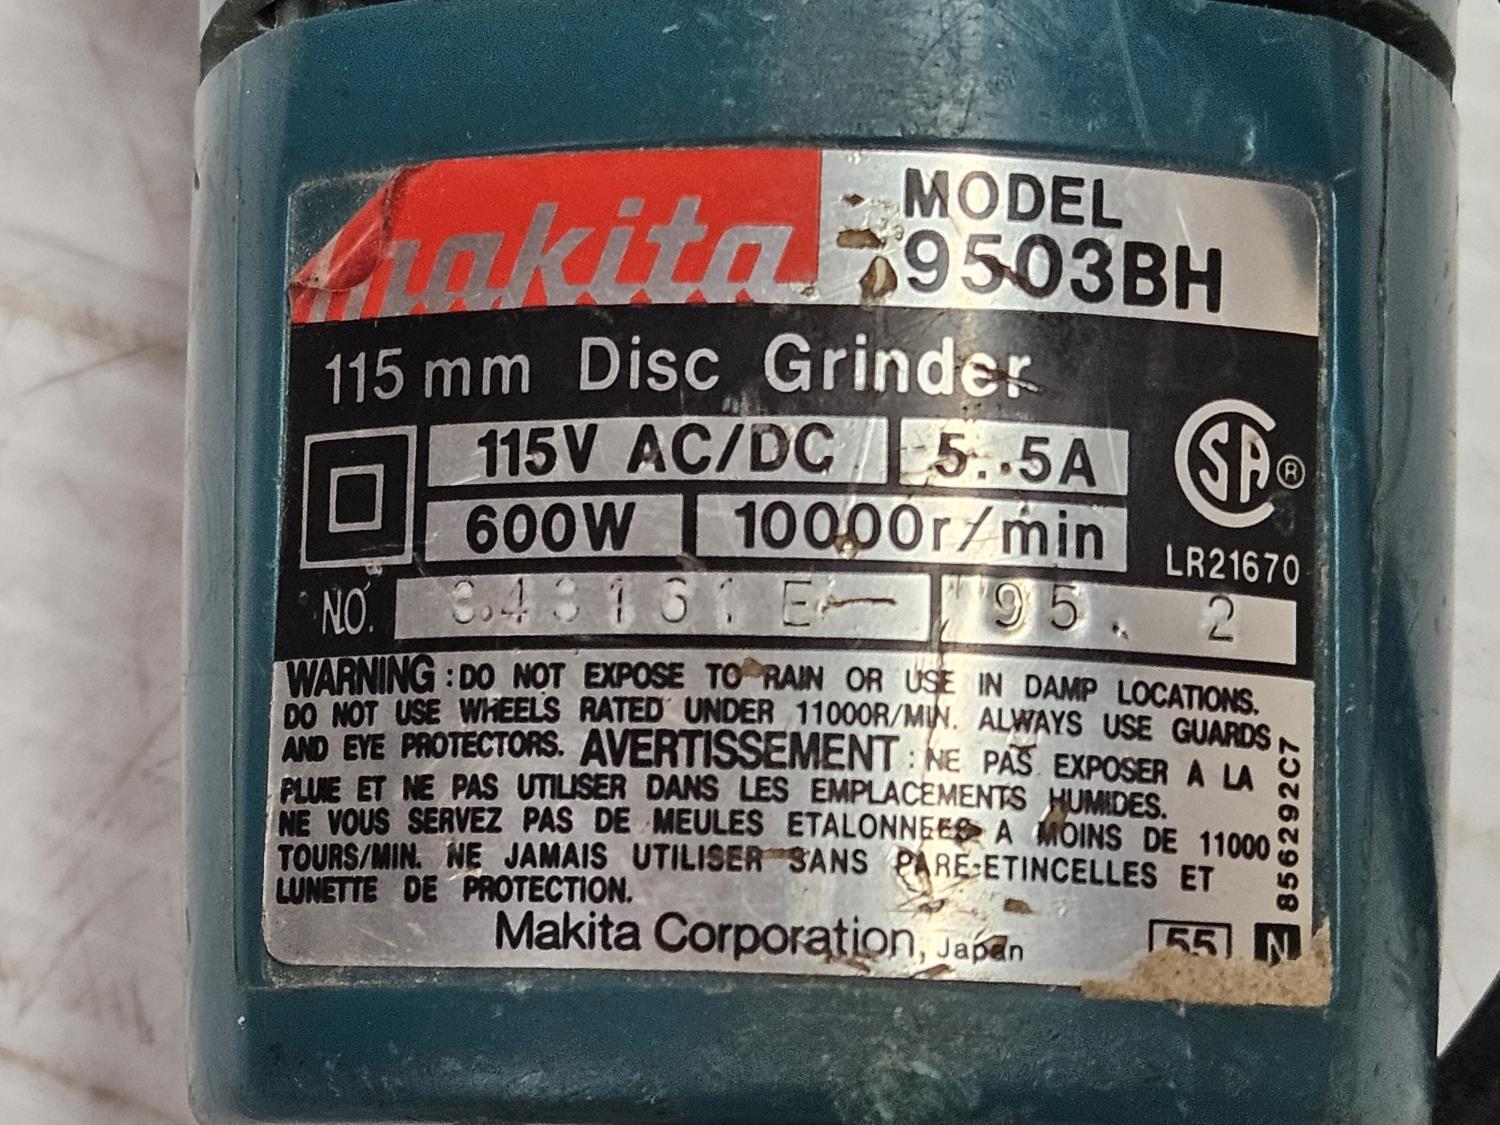 makita
MODEL
9503BH
115 mm Disc Grinder
115V AC/DC 5.5A
600W 10000r/min
LR21670
NO. 843161E 95. 2
WARNING : DO NOT EXPOSE TO RAIN OR USE IN DAMP LOCATIONS.
DO NOT USE WHEELS RATED UNDER 11000R/MIN. ALWAYS USE GUARDS
AND EYE PROTECTORS. AVERTISSEMENT : NE PAS EXPOSER A LA
PLUIE ET NE PAS UTILISER DANS LES EMPLACEMENTS HUMIDES.
NE VOUS SERVEZ PAS DE MEULES ETALONNEES A MOINS DE 11000
TOURS/MIN. NE JAMAIS UTILISER SANS PARE-ETINCELLES ET
LUNETTE DE PROTECTION.
Makita Corporation, Japan
55 N
856292C7